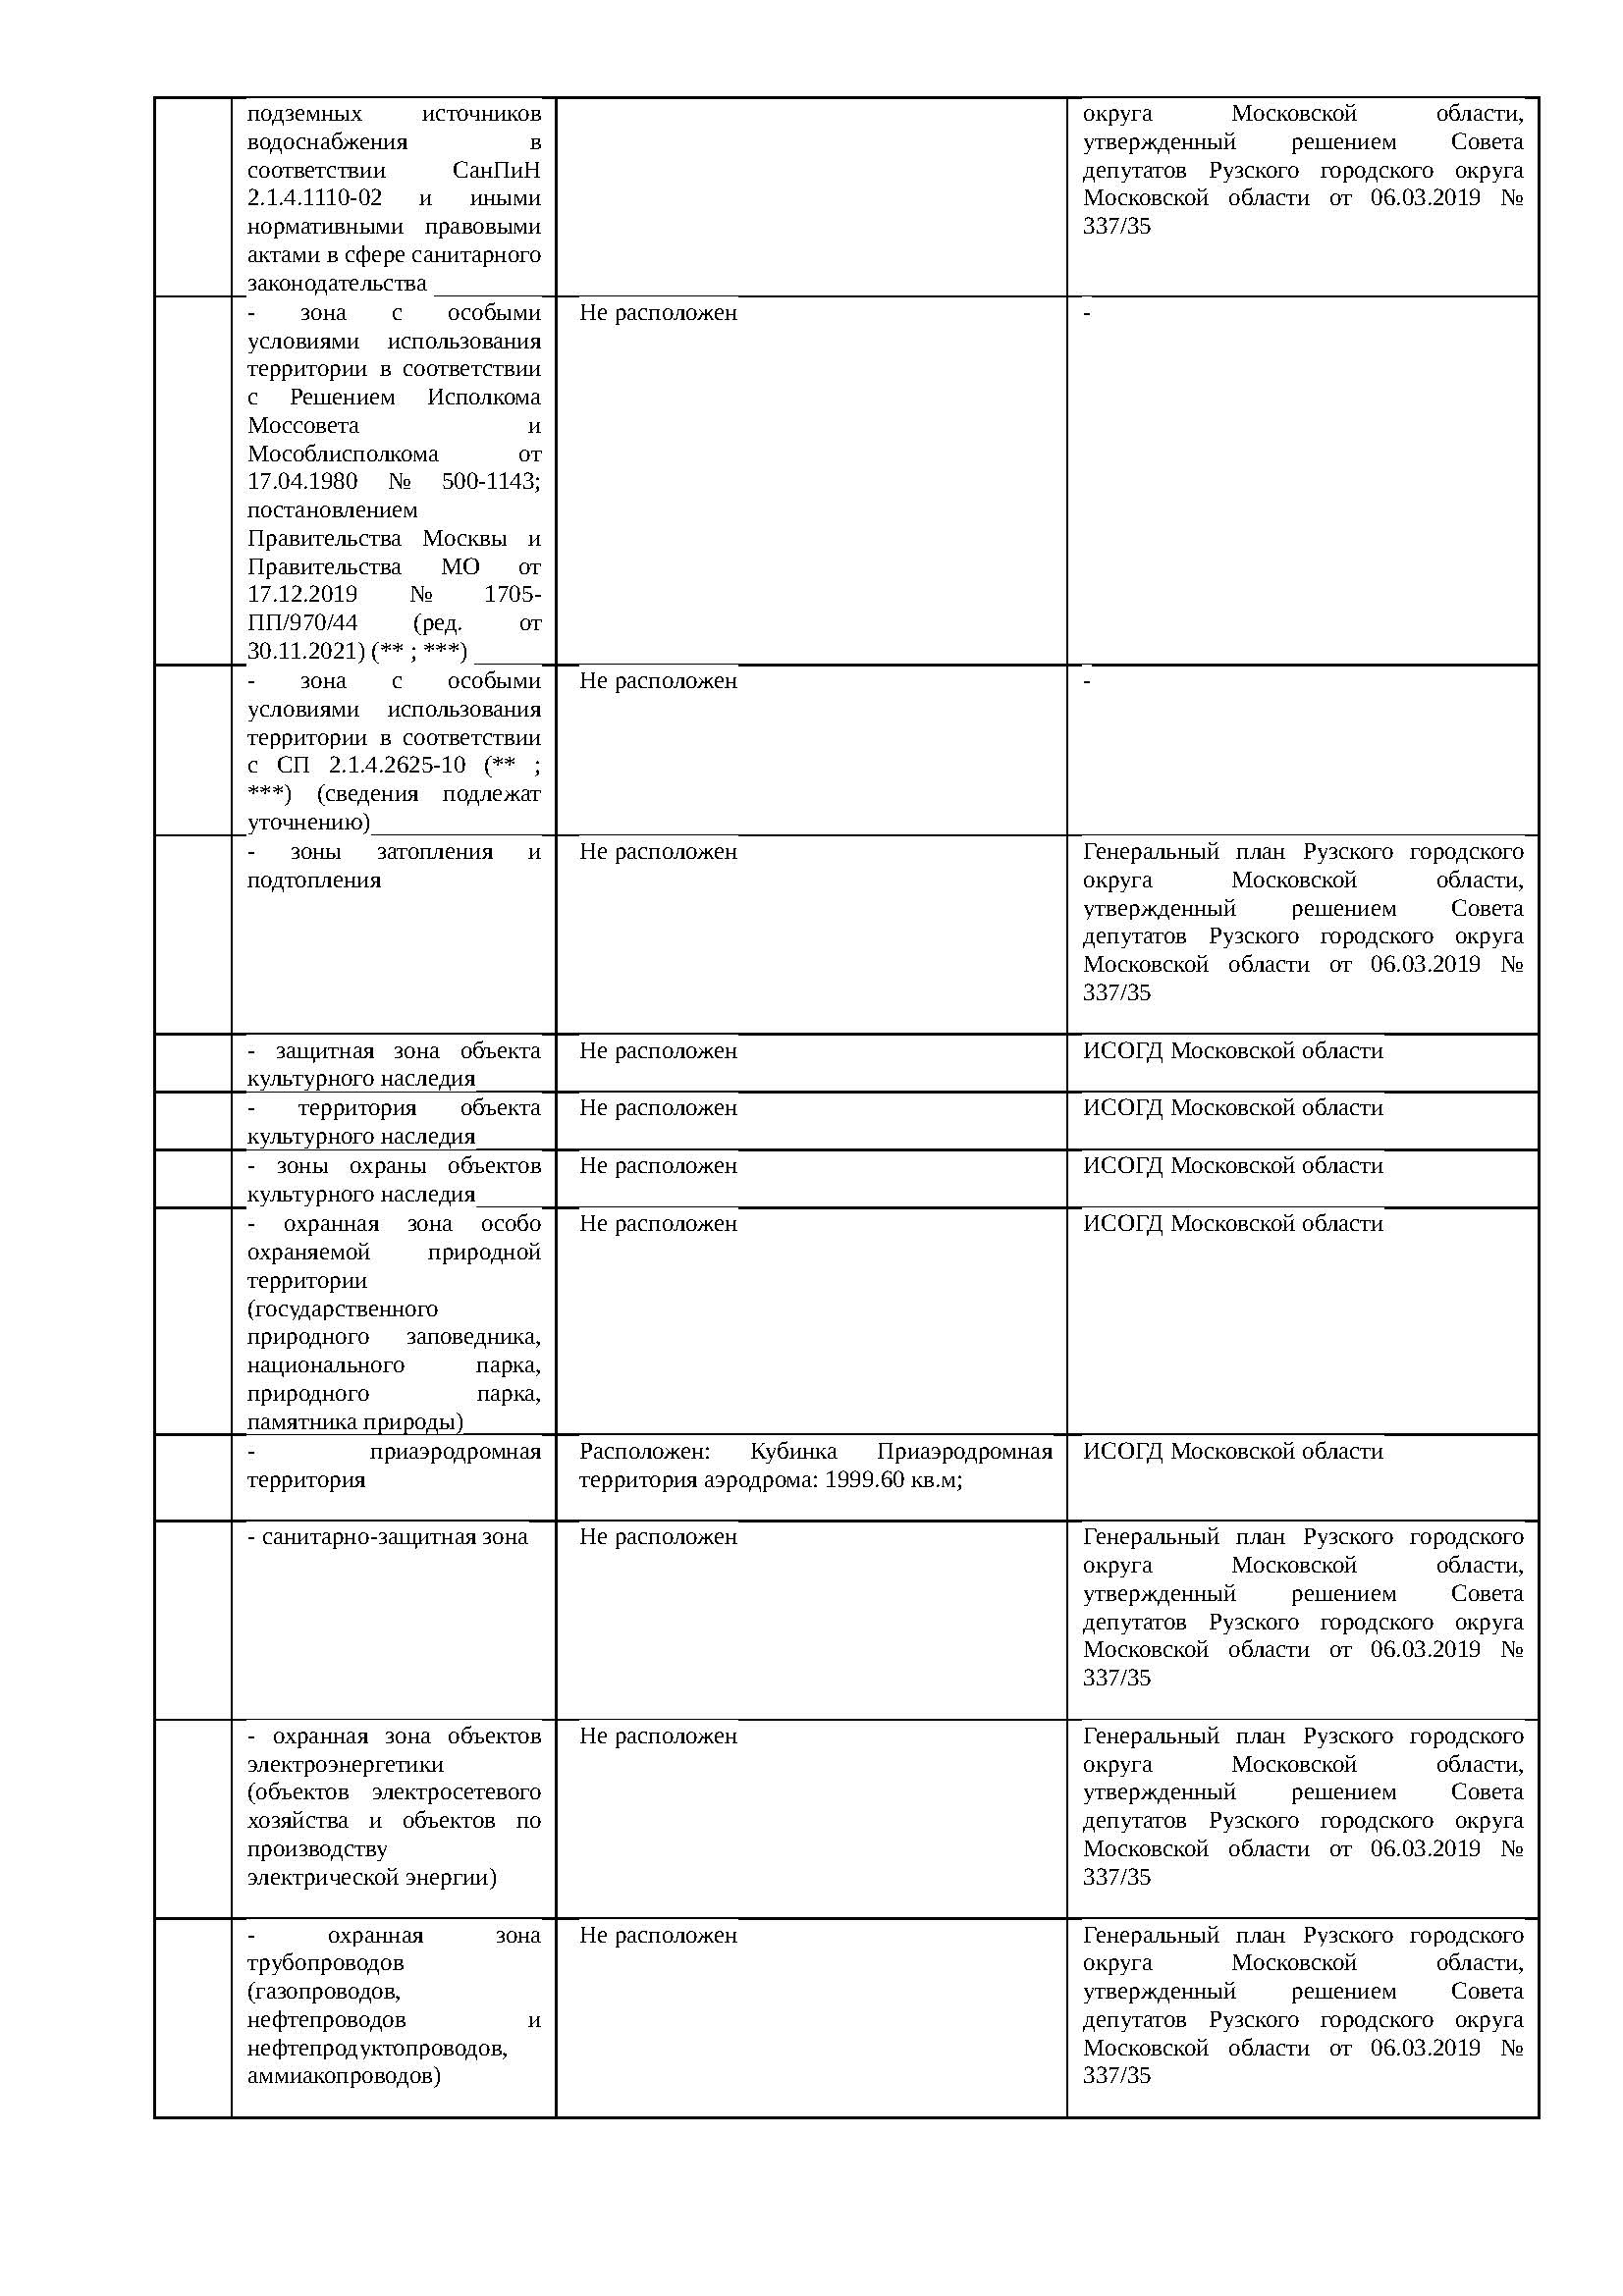 подземных источников
водоснабжения в
соответствии СанПиН
2.1.4.1110-02 и иными
нормативными правовыми
актами в сфере санитарного
законодательства
округа Московской области,
утвержденный решением Совета
депутатов Рузского городского округа
Московской области от 06.03.2019 №
337/35
- зона с особыми
условиями использования
территории в соответствии
с Решением Исполкома
Моссовета и
Мособлисполкома от
17.04.1980 № 500-1143;
постановлением
Правительства Москвы и
Правительства МО от
17.12.2019 № 1705-
ПП/970/44 (ред. от
30.11.2021) (** ; ***)
Не расположен
-
- зона с особыми
условиями использования
территории в соответствии
с СП 2.1.4.2625-10 (** ;
***) (сведения подлежат
уточнению)
Не расположен
-
- зоны затопления и
подтопления
Не расположен
Генеральный план Рузского городского
округа Московской области,
утвержденный решением Совета
депутатов Рузского городского округа
Московской области от 06.03.2019 №
337/35
- защитная зона объекта
культурного наследия
Не расположен
ИСОГД Московской области
- территория объекта
культурного наследия
Не расположен
ИСОГД Московской области
- зоны охраны объектов
культурного наследия
Не расположен
ИСОГД Московской области
- охранная зона особо
охраняемой природной
территории
(государственного
природного заповедника,
национального парка,
природного парка,
памятника природы)
Не расположен
ИСОГД Московской области
- приаэродромная
территория
Расположен: Кубинка Приаэродромная
территория аэродрома: 1999.60 кв.м;
ИСОГД Московской области
- санитарно-защитная зона
Не расположен
Генеральный план Рузского городского
округа Московской области,
утвержденный решением Совета
депутатов Рузского городского округа
Московской области от 06.03.2019 №
337/35
- охранная зона объектов
электроэнергетики
(объектов электросетевого
хозяйства и объектов по
производству
электрической энергии)
Не расположен
Генеральный план Рузского городского
округа Московской области,
утвержденный решением Совета
депутатов Рузского городского округа
Московской области от 06.03.2019 №
337/35
- охранная зона
трубопроводов
(газопроводов,
нефтепроводов и
нефтепродуктопроводов,
аммиакопроводов)
Не расположен
Генеральный план Рузского городского
округа Московской области,
утвержденный решением Совета
депутатов Рузского городского округа
Московской области от 06.03.2019 №
337/35